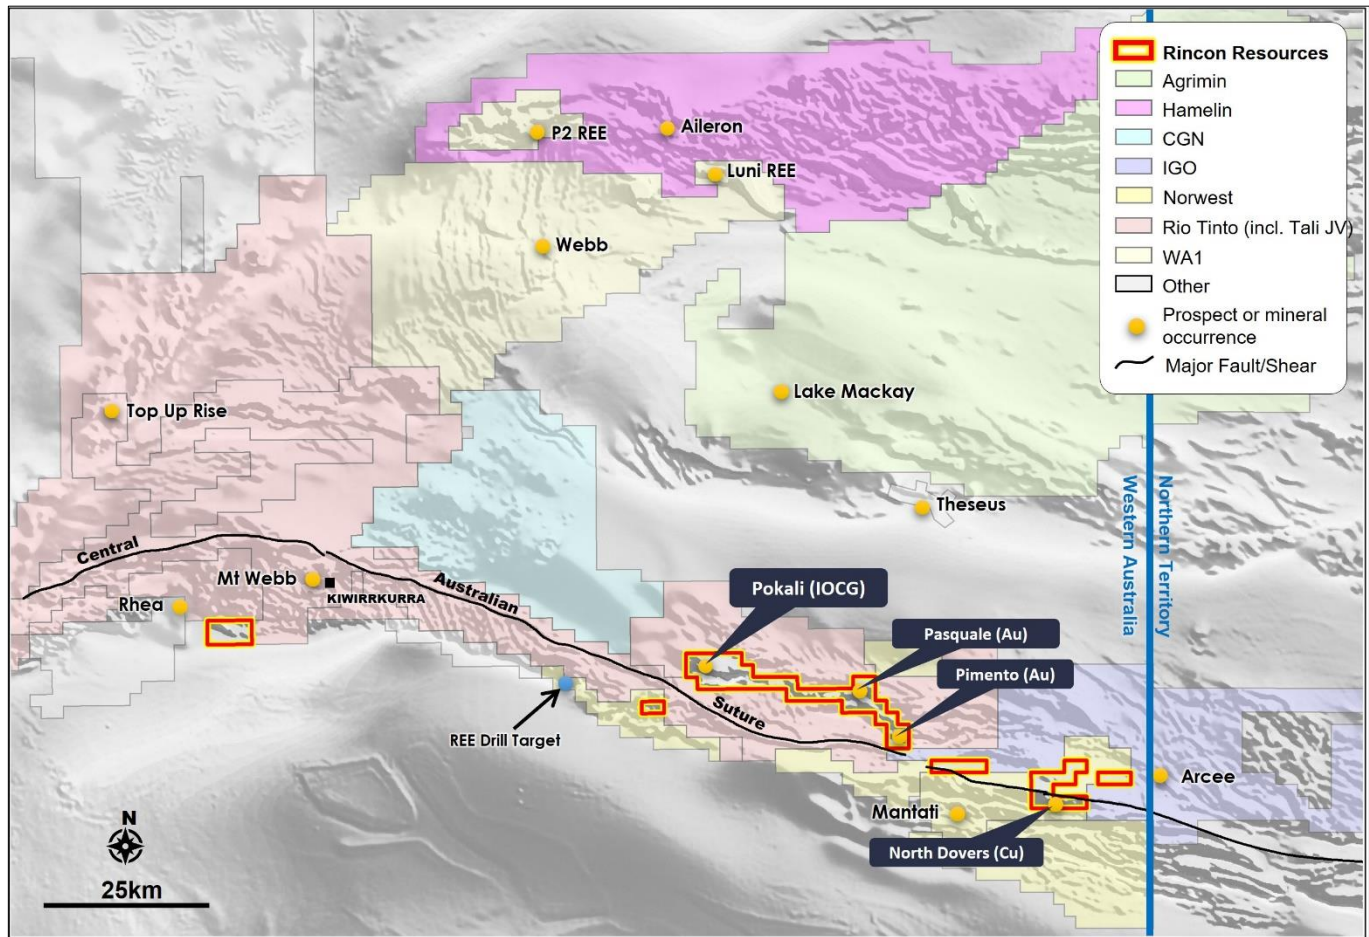 Rincon Resources
Agrimin
Hamelin
CGN
IGO
Norwest
Rio Tinto (incl. Tali JV)
WA1
Other
Prospect or mineral
occurrence
Major Fault/Shear
P2 REE
Aileron
Luni REE
Webb
Lake Mackay
Top Up Rise
Theseus
Western Australia
Northern Territory
Central
Australian
Suture
Mt Webb
KIWIRRKURRA
Rhea
Pokali (IOCG)
Pasquale (Au)
Pimento (Au)
REE Drill Target
Arcee
Mantati
North Dovers (Cu)
N
25km